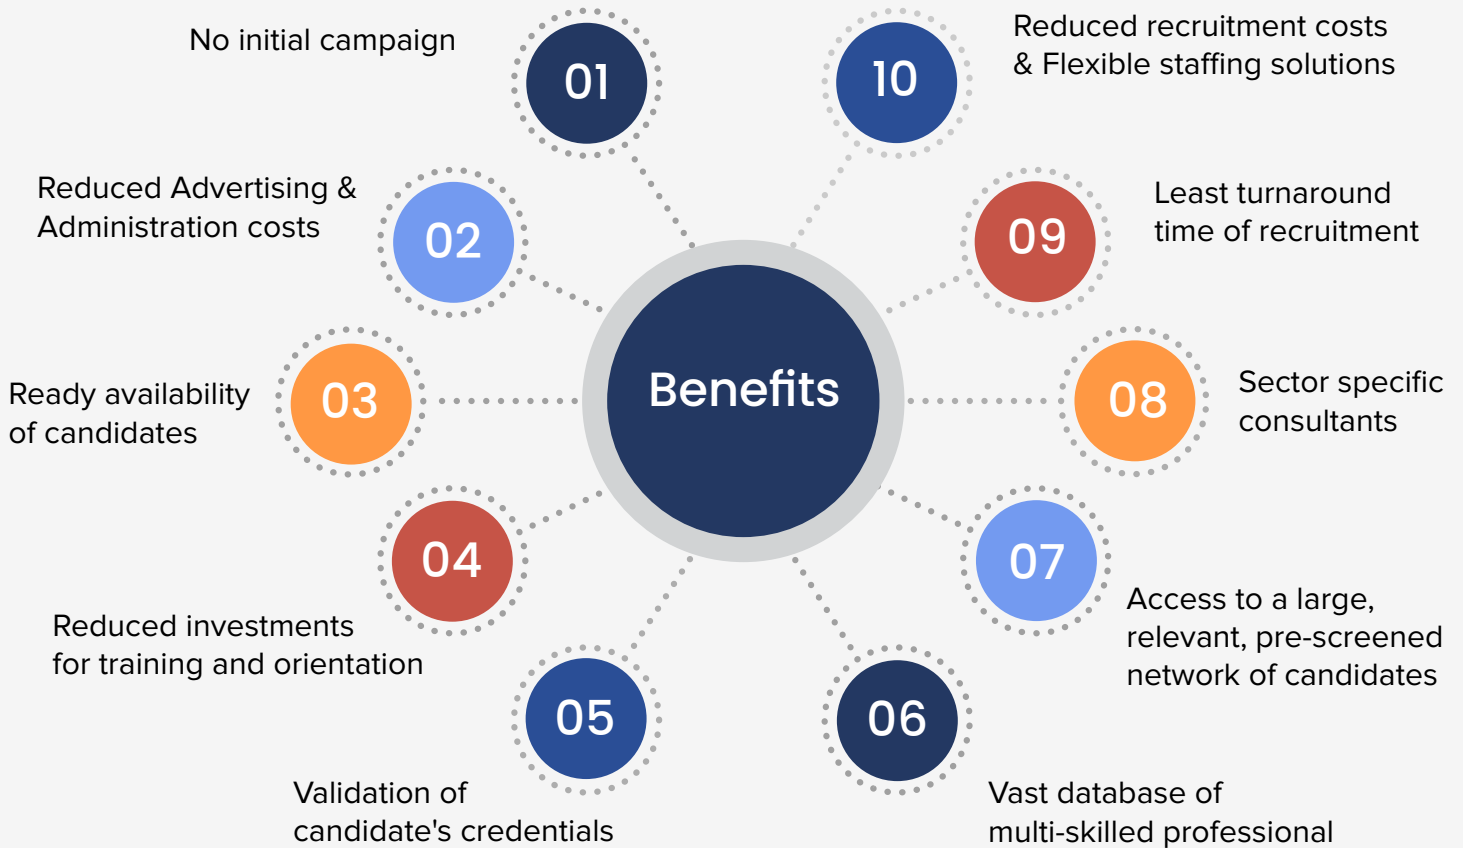 No initial campaign
01
Reduced Advertising &
Administration costs
02
Ready availability
of candidates
03
04
Reduced investments
for training and orientation
05
Validation of
candidate's credentials
Benefits
10
Reduced recruitment costs
& Flexible staffing solutions
09
Least turnaround
time of recruitment
08
Sector specific
consultants
07
Access to a large,
relevant, pre-screened
network of candidates
06
Vast database of
multi-skilled professional